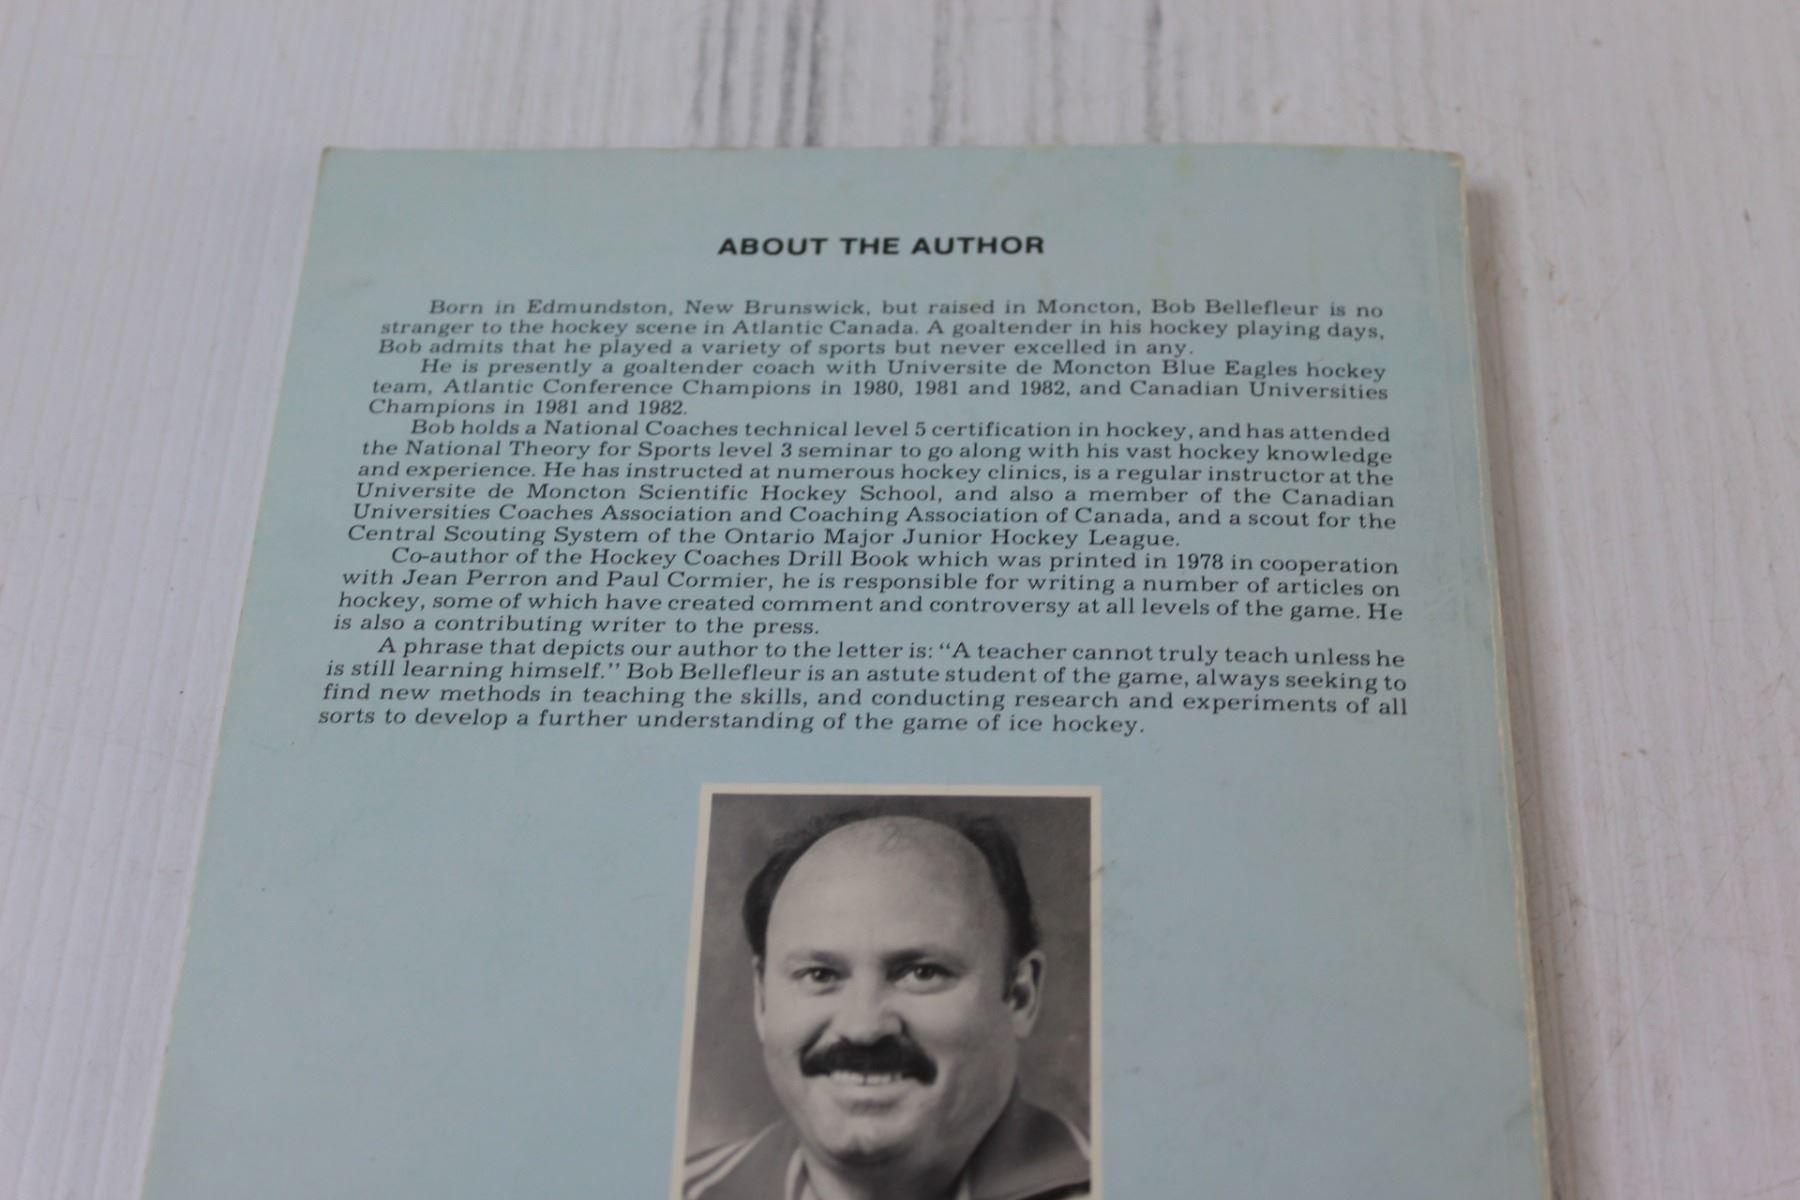 ABOUT THE AUTHOR
Born in Edmundston, New Brunswick, but raised in Moncton, Bob Bellefleur is no
stranger to the hockey scene in Atlantic Canada. A goaltender in his hockey playing days,
Bob admits that he played a variety of sports but never excelled in any.
He is presently a goaltender coach with Universite de Moncton Blue Eagles hockey
team, Atlantic Conference Champions in 1980, 1981 and 1982, and Canadian Universities
Champions in 1981 and 1982.
Bob holds a National Coaches technical level 5 certification in hockey, and has attended
the National Theory for Sports level 3 seminar to go along with his vast hockey knowledge
and experience. He has instructed at numerous hockey clinics, is a regular instructor at the
Universite de Moncton Scientific Hockey School, and also a member of the Canadian
Universities Coaches Association and Coaching Association of Canada, and a scout for the
Central Scouting System of the Ontario Major Junior Hockey League.
Co-author of the Hockey Coaches Drill Book which was printed in 1978 in cooperation
with Jean Perron and Paul Cormier, he is responsible for writing a number of articles on
hockey, some of which have created comment and controversy at all levels of the game. He
is also a contributing writer to the press.
A phrase that depicts our author to the letter is: "A teacher cannot truly teach unless he
is still learning himself." Bob Bellefleur is an astute student of the game, always seeking to
find new methods in teaching the skills, and conducting research and experiments of all
sorts to develop a further understanding of the game of ice hockey.